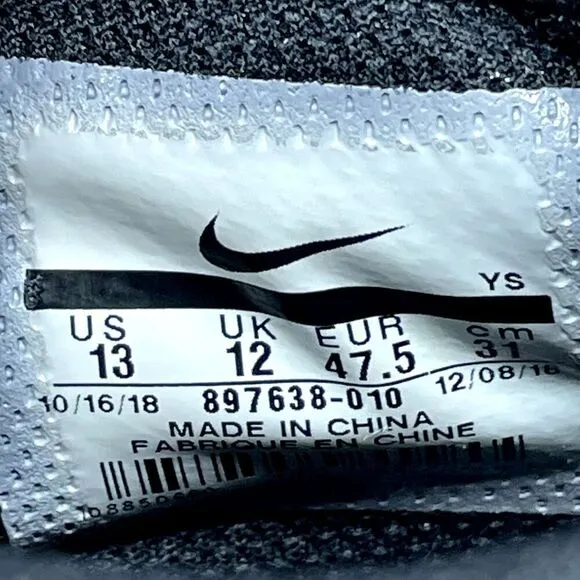 YS
US UK EUR cm
13 12 47.5 31
10/16/18 897638-010 12/08/18
MADE IN CHINA
FABRIQUE EN CHINE